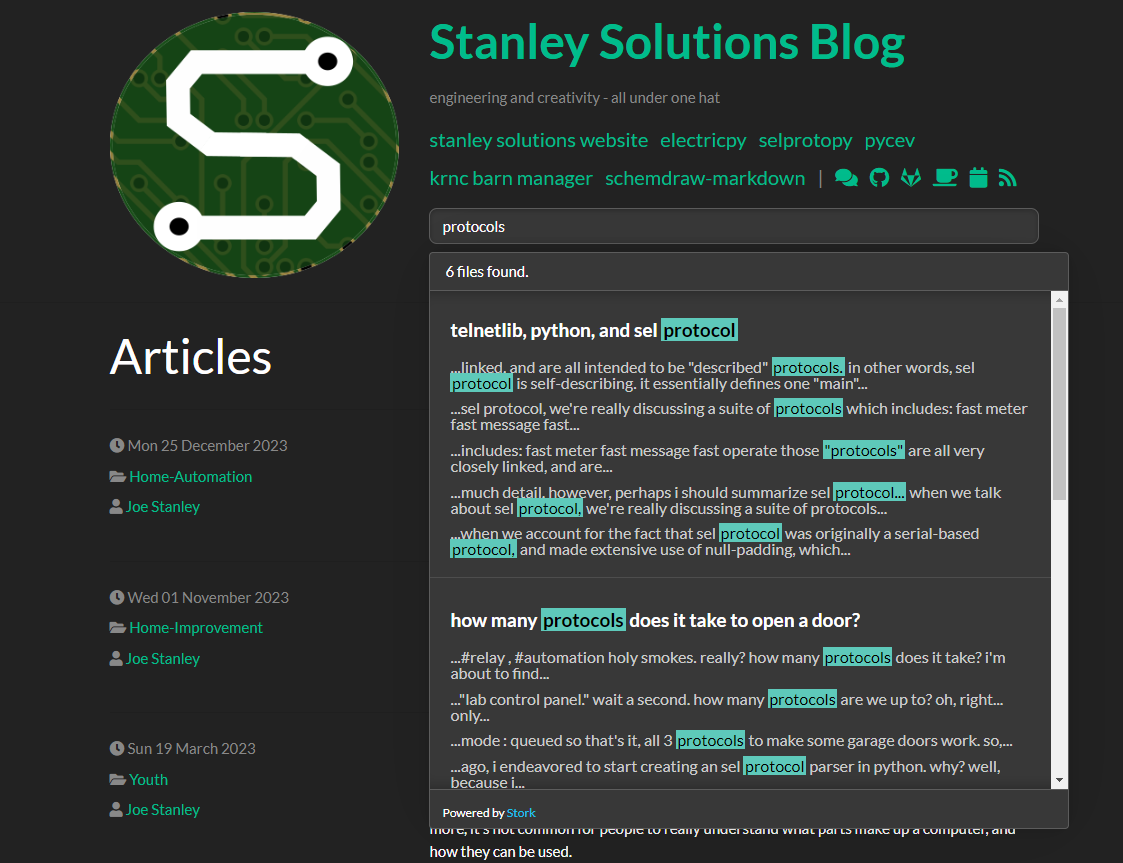 Stanley Solutions Blog
engineering and creativity - all under one hat
stanley solutions website electricpy selprotopy pycev
krnc barn manager schemdraw-markdown |
protocols
6 files found.
telnetlib, python, and sel protocol
...linked, and are all intended to be "described" protocols. in other words, sel
protocol is self-describing. it essentially defines one "main"...
...sel protocol, we're really discussing a suite of protocols which includes: fast meter
fast message fast...
...includes: fast meter fast message fast operate those "protocols" are all very
closely linked, and are...
...much detail, however, perhaps i should summarize sel protocol... when we talk
about sel protocol, we're really discussing a suite of protocols...
...when we account for the fact that sel protocol was originally a serial-based
protocol, and made extensive use of null-padding, which...
how many protocols does it take to open a door?
...#relay , #automation holy smokes. really? how many protocols does it take? i'm
about to find...
..."lab control panel." wait a second. how many protocols are we up to? oh, right...
only...
...mode : queued so that's it, all 3 protocols to make some garage doors work. so,...
...ago, i endeavored to start creating an sel protocol parser in python. why? well,
because i...
Powered by Stork
more, it's not common for people to really understand what parts make up a computer, and
how they can be used.
Articles
Mon 25 December 2023
Home-Automation
Joe Stanley
Wed 01 November 2023
Home-Improvement
Joe Stanley
Sun 19 March 2023
Youth
Joe Stanley